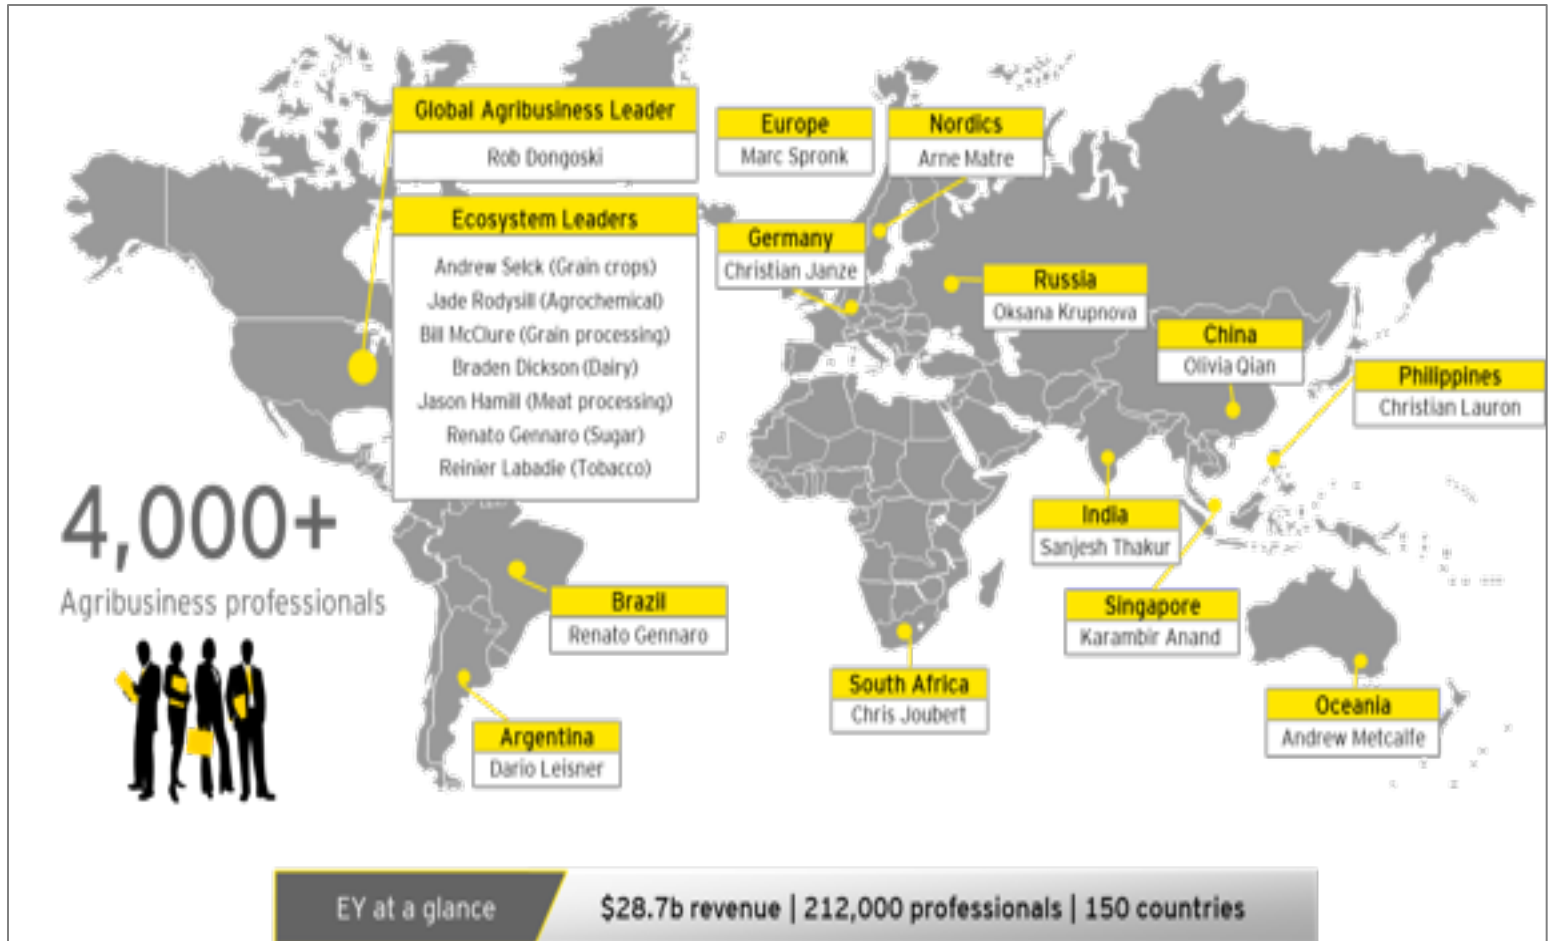 Global Agribusiness Leader
Rob Dongoski
Ecosystem Leaders
Andrew Selck (Grain crops)
Jade Rodysill (Agrochemical)
Bill McClure (Grain processing)
Braden Dickson (Dairy)
Jason Hamill (Meat processing)
Renato Gennaro (Sugar)
Reinier Labadie (Tobacco)
Europe
Marc Spronk
Nordics
Arne Matre
Germany
Christian Janze
Russia
Oksana Krupnova
China
Olivia Qian
Philippines
Christian Lauron
India
Sanjesh Thakur
Singapore
Karambir Anand
4,000+
Agribusiness professionals
Brazil
Renato Gennaro
South Africa
Chris Joubert
Oceania
Andrew Metcalfe
Argentina
Dario Leisner
EY at a glance
$28.7b revenue | 212,000 professionals | 150 countries